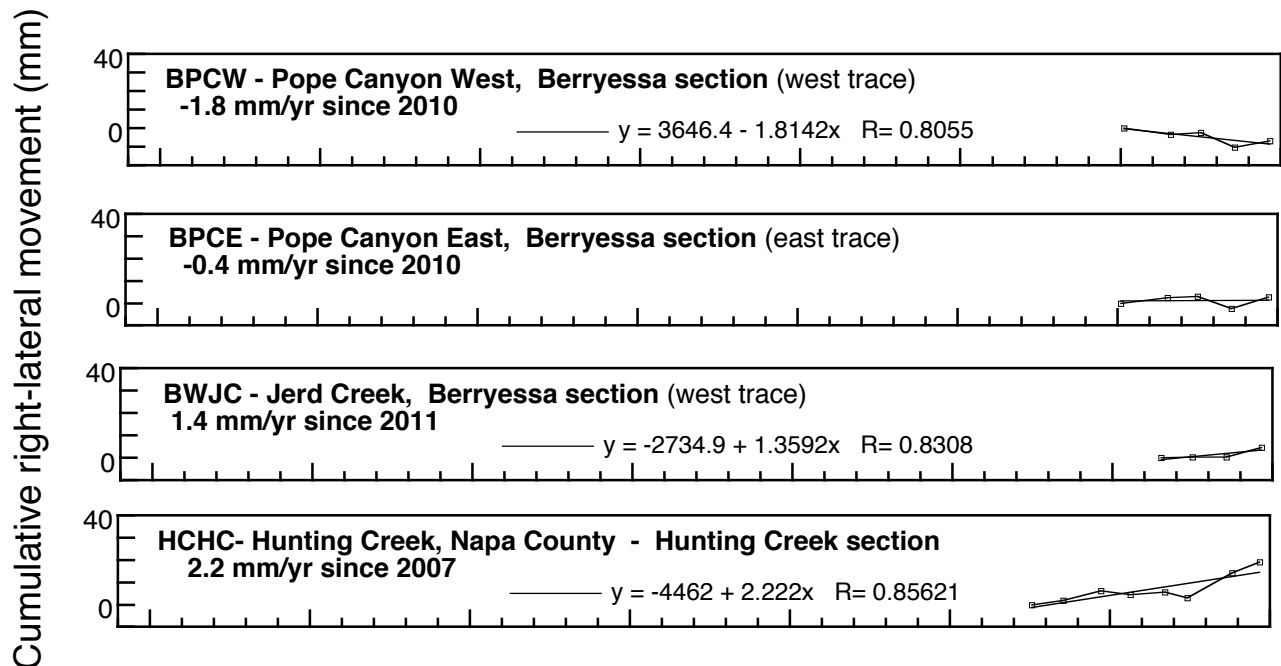 Cumulative right-lateral movement (mm)
40
0
BPCW - Pope Canyon West, Berryessa section (west trace)
-1.8 mm/yr since 2010
y = 3646.4 - 1.8142x R= 0.8055
40
0
BPCE - Pope Canyon East, Berryessa section (east trace)
-0.4 mm/yr since 2010
40
0
BWJC - Jerd Creek, Berryessa section (west trace)
1.4 mm/yr since 2011
y = -2734.9 + 1.3592x R= 0.8308
40
0
HCHC- Hunting Creek, Napa County - Hunting Creek section
2.2 mm/yr since 2007
y = -4462 + 2.222x R= 0.85621